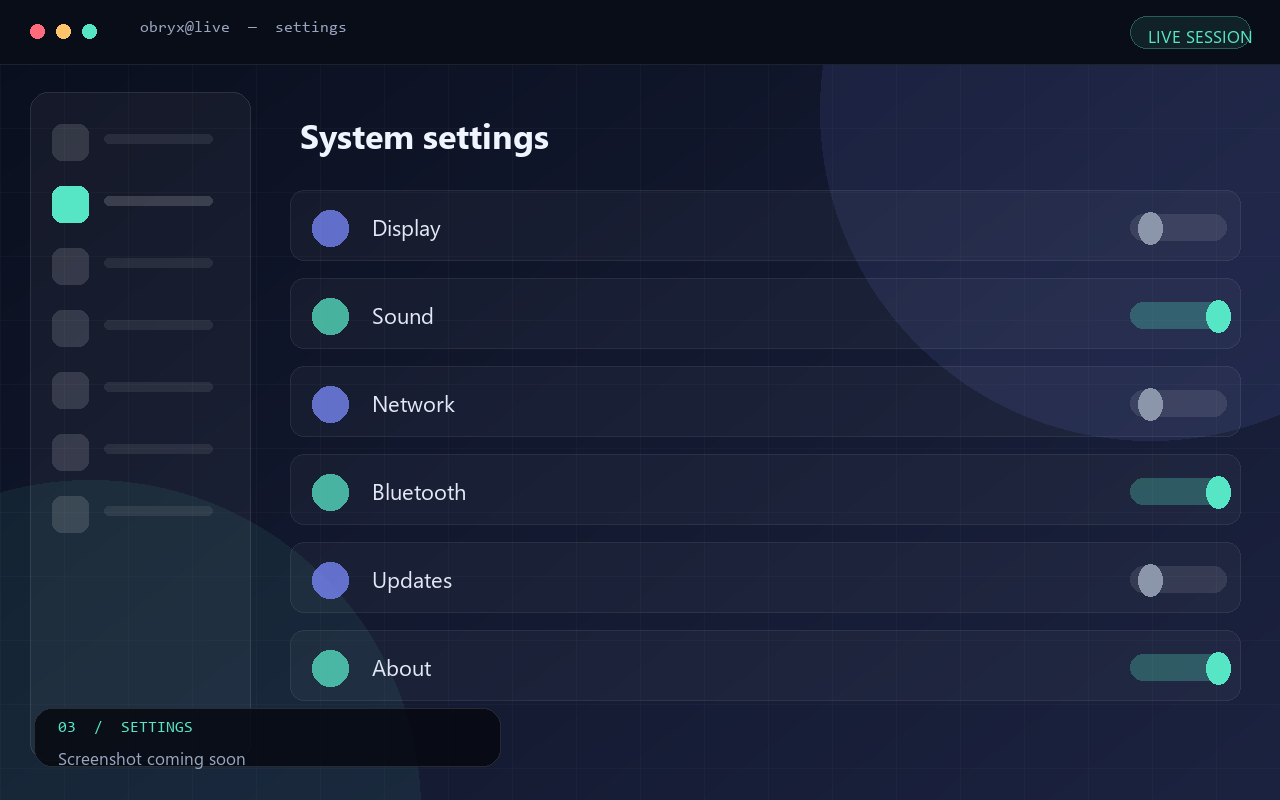 obryx@live — settings
LIVE SESSION
System settings
Display
Sound
Network
Bluetooth
Updates
About
03 / SETTINGS
Screenshot coming soon